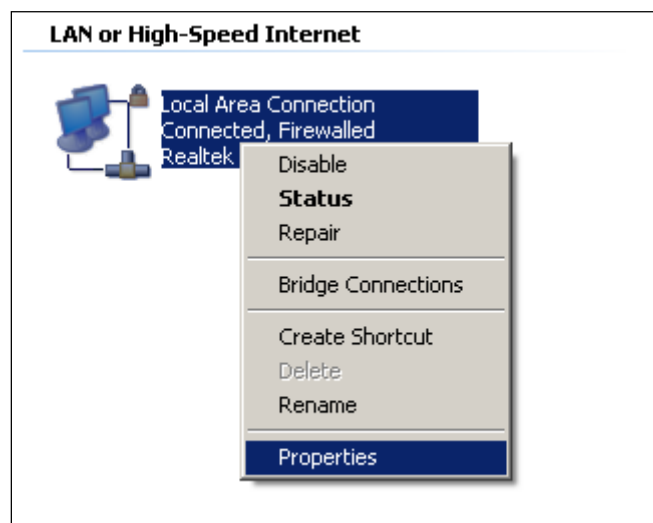 LAN or High-Speed Internet
Local Area Connection
Connected, Firewalled
Realtek
Disable
Status
Repair
Bridge Connections
Create Shortcut
Delete
Rename
Properties